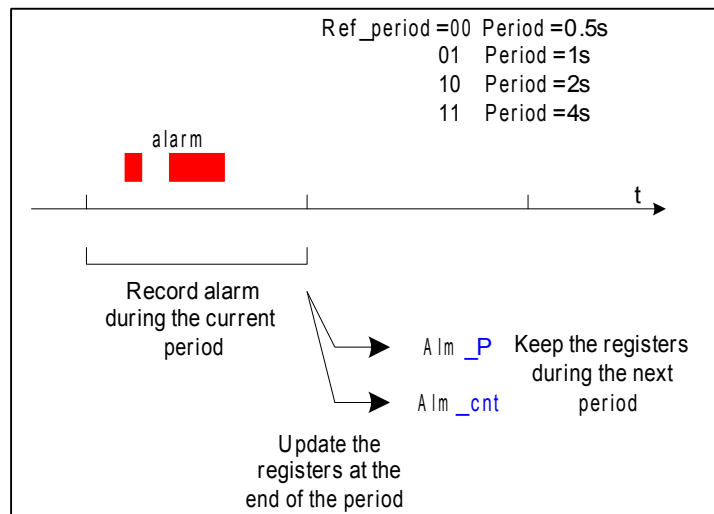 Ref_period =00 Period =0.5s
01 Period =1s
10 Period =2s
11 Period =4s
alarm
t
Record alarm
during the current
period
Alm _P
Alm _cnt
Keep the registers
during the next
period
Update the
registers at the
end of the period